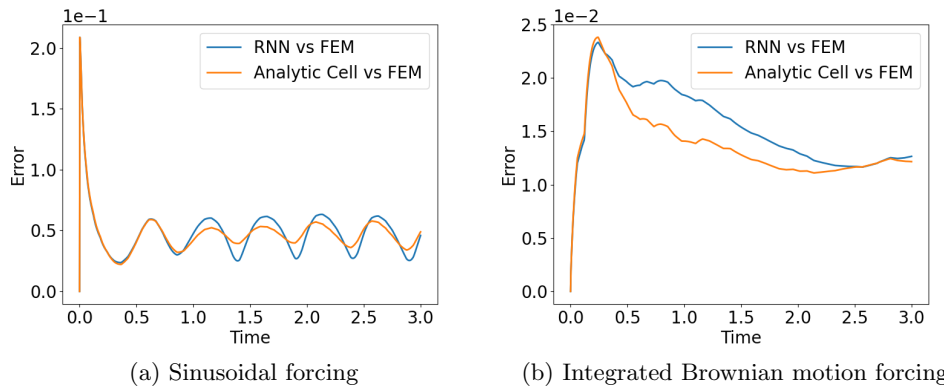 1e−1
2.0
1.5
1.0
0.5
0.0
Error
0.0 0.5 1.0 1.5 2.0 2.5 3.0
Time
RNN vs FEM
Analytic Cell vs FEM
(a) Sinusoidal forcing
1e−2
2.5
2.0
1.5
1.0
0.5
0.0
Error
0.0 0.5 1.0 1.5 2.0 2.5 3.0
Time
RNN vs FEM
Analytic Cell vs FEM
(b) Integrated Brownian motion forcing